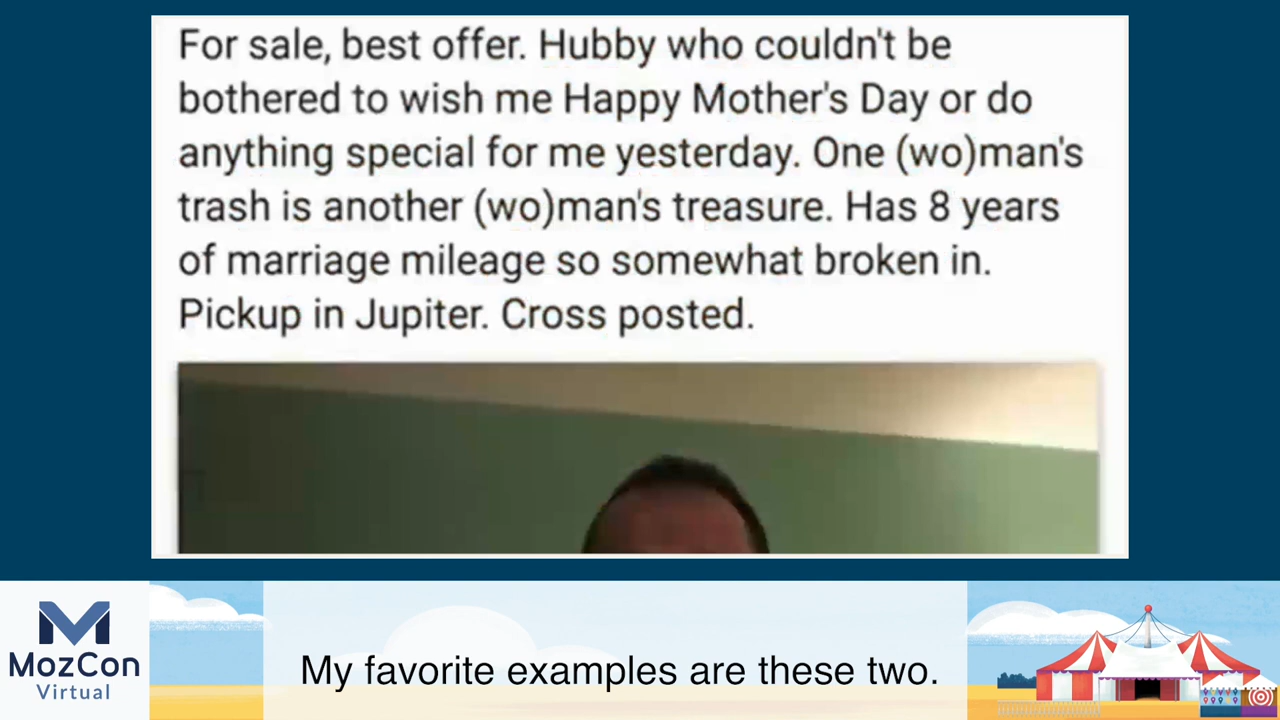 For sale, best offer. Hubby who couldn't be
bothered to wish me Happy Mother's Day or do
anything special for me yesterday. One (wo)man's
trash is another (wo)man's treasure. Has 8 years
of marriage mileage so somewhat broken in.
Pickup in Jupiter. Cross posted.
M
MozCon
Virtual
My favorite examples are these two.